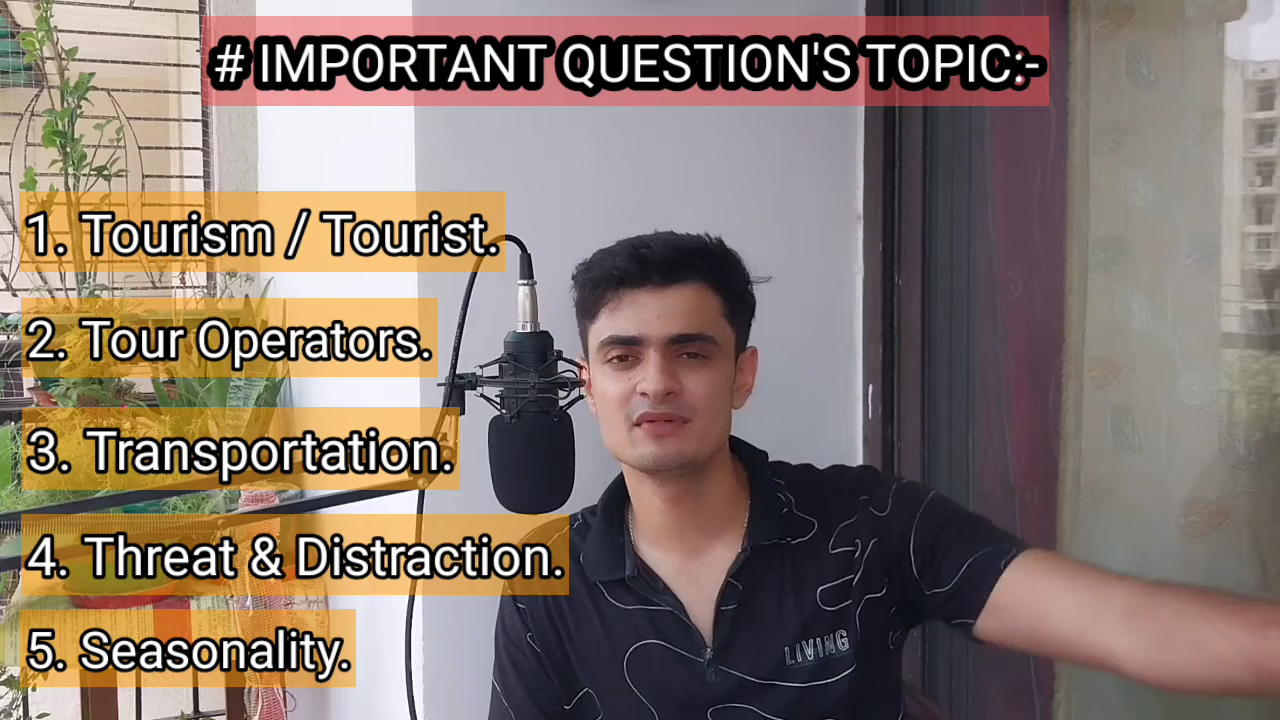 # IMPORTANT QUESTION'S TOPIC:-
1. Tourism / Tourist.
2. Tour Operators.
3. Transportation.
4. Threat & Distraction.
5. Seasonality.
LIVING